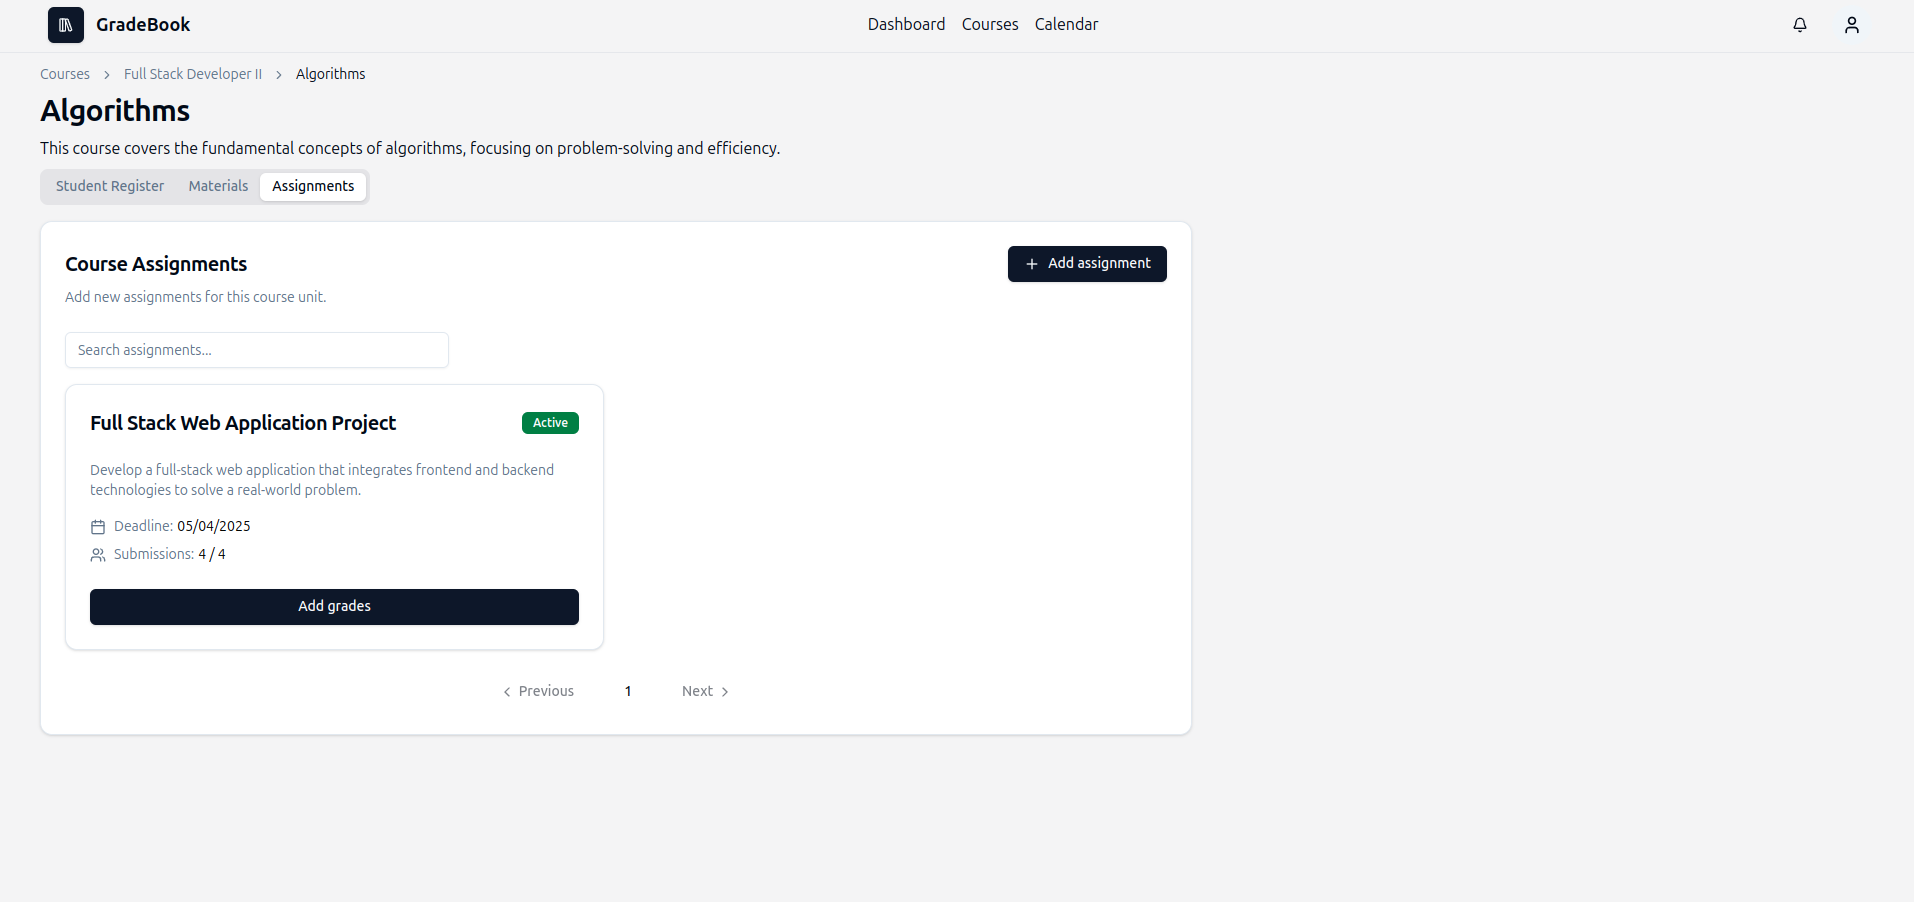 GradeBook
Dashboard Courses Calendar
Courses > Full Stack Developer II > Algorithms
Algorithms
This course covers the fundamental concepts of algorithms, focusing on problem-solving and efficiency.
Student Register Materials Assignments
Course Assignments
+ Add assignment
Add new assignments for this course unit.
Search assignments...
Full Stack Web Application Project
Active
Develop a full-stack web application that integrates frontend and backend
technologies to solve a real-world problem.
Deadline: 05/04/2025
Submissions: 4 / 4
Add grades
< Previous 1 Next >